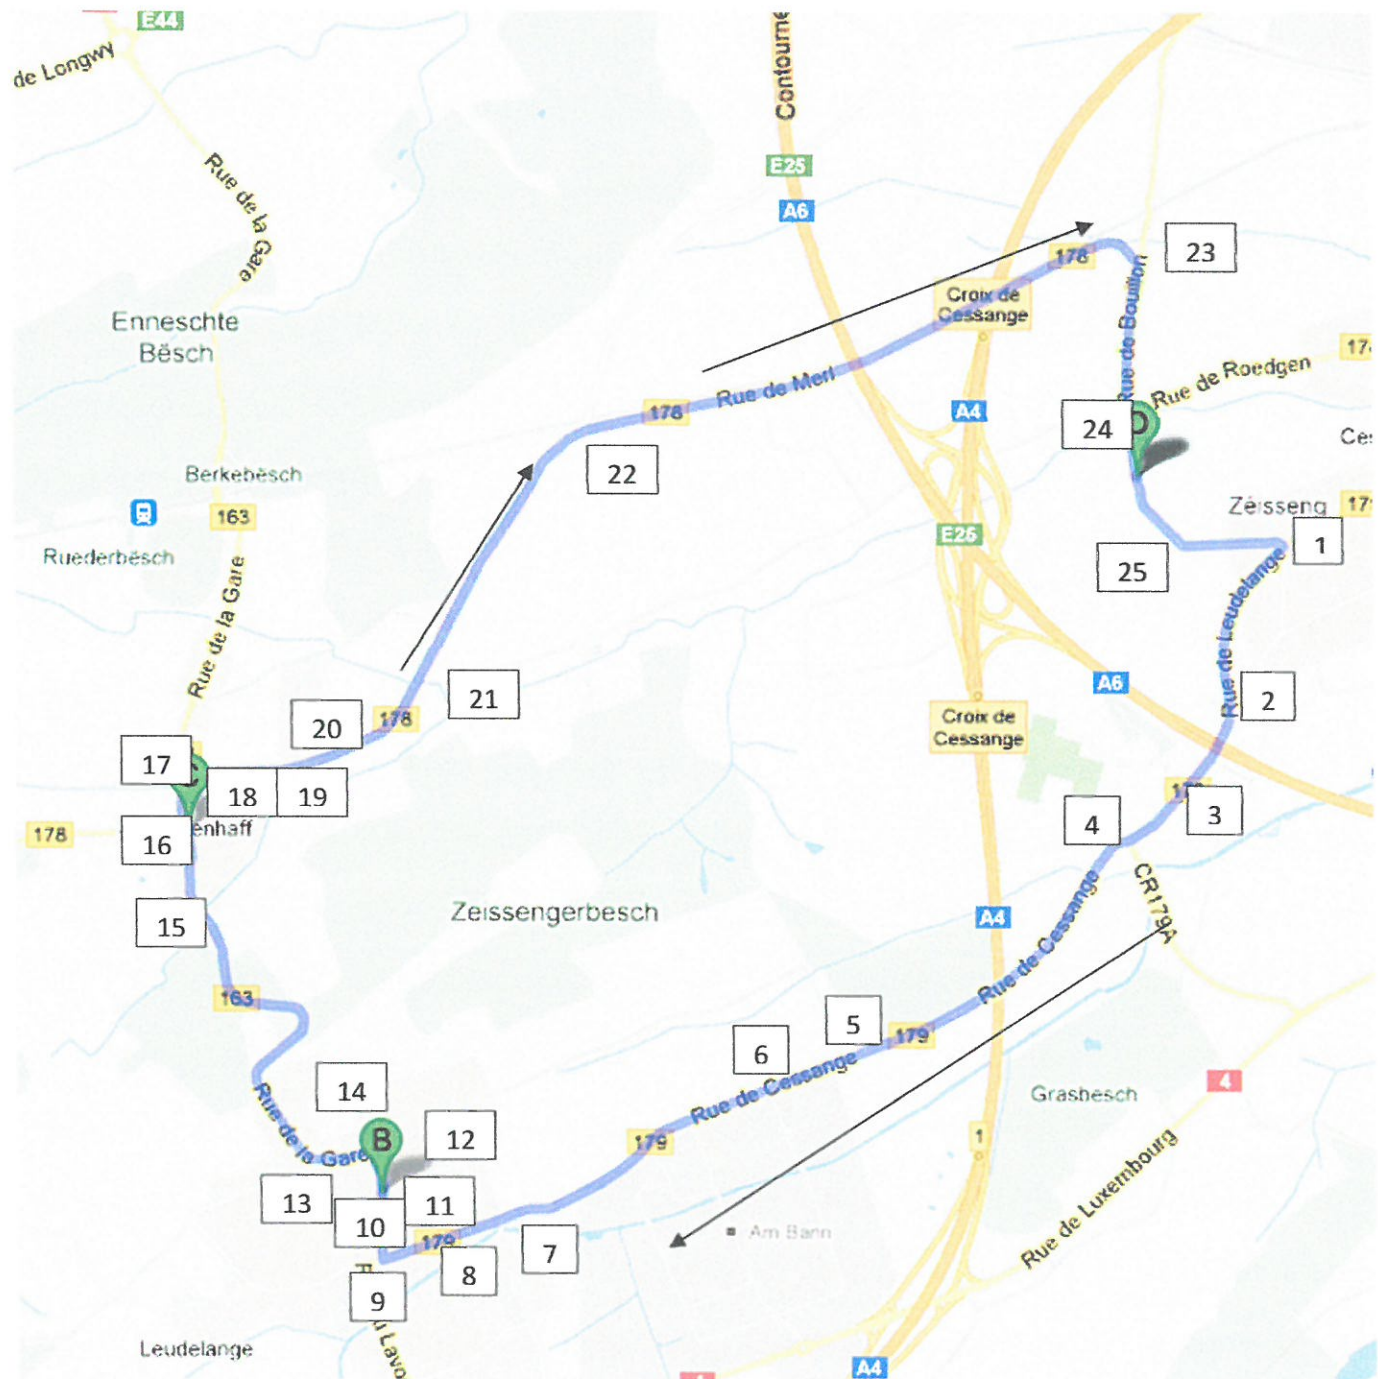 E44
de Longwy
Contourne
Rue de la Gare
E25
A6
23
178
Croix de
Cessange
Enneschte
Bësch
Rue de Bouillon
174
Rue de Roedgen
Rue de Merl
178
A4
24
D
22
Berkebësch
163
Zéisseng
E25
1
Ruederbësch
25
Rue de la Gare
Rue de Leudelange
A6
21
2
20
178
Croix de
Cessange
17
C
18
19
3
4
178
enhaff
16
CR179A
Zeissengerbesch
A4
15
Rue de Cessange
163
5
179
6
14
Rue de Cessange
4
Grasbesch
Rue de la Gare
B
12
179
1
Rue de Luxembourg
13
11
10
179
7
Am Bann
8
9
Leudelange
u Lavo
A4